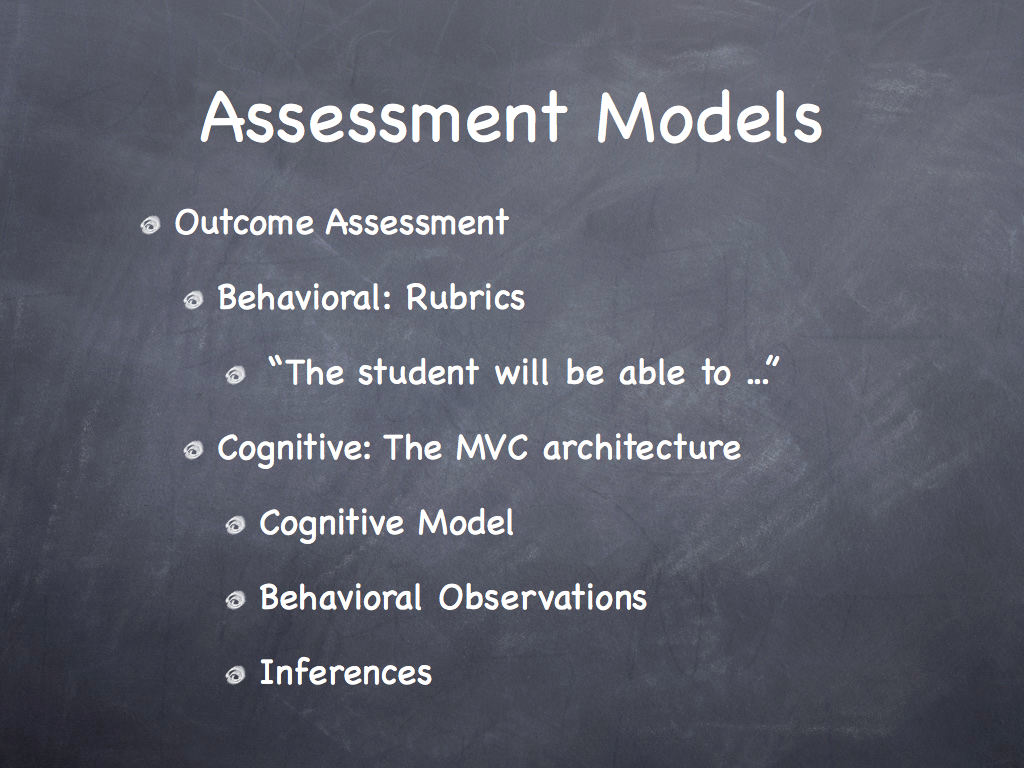 Assessment Models
Outcome Assessment
Behavioral: Rubrics
“The student will be able to ...”
Cognitive: The MVC architecture
Cognitive Model
Behavioral Observations
Inferences